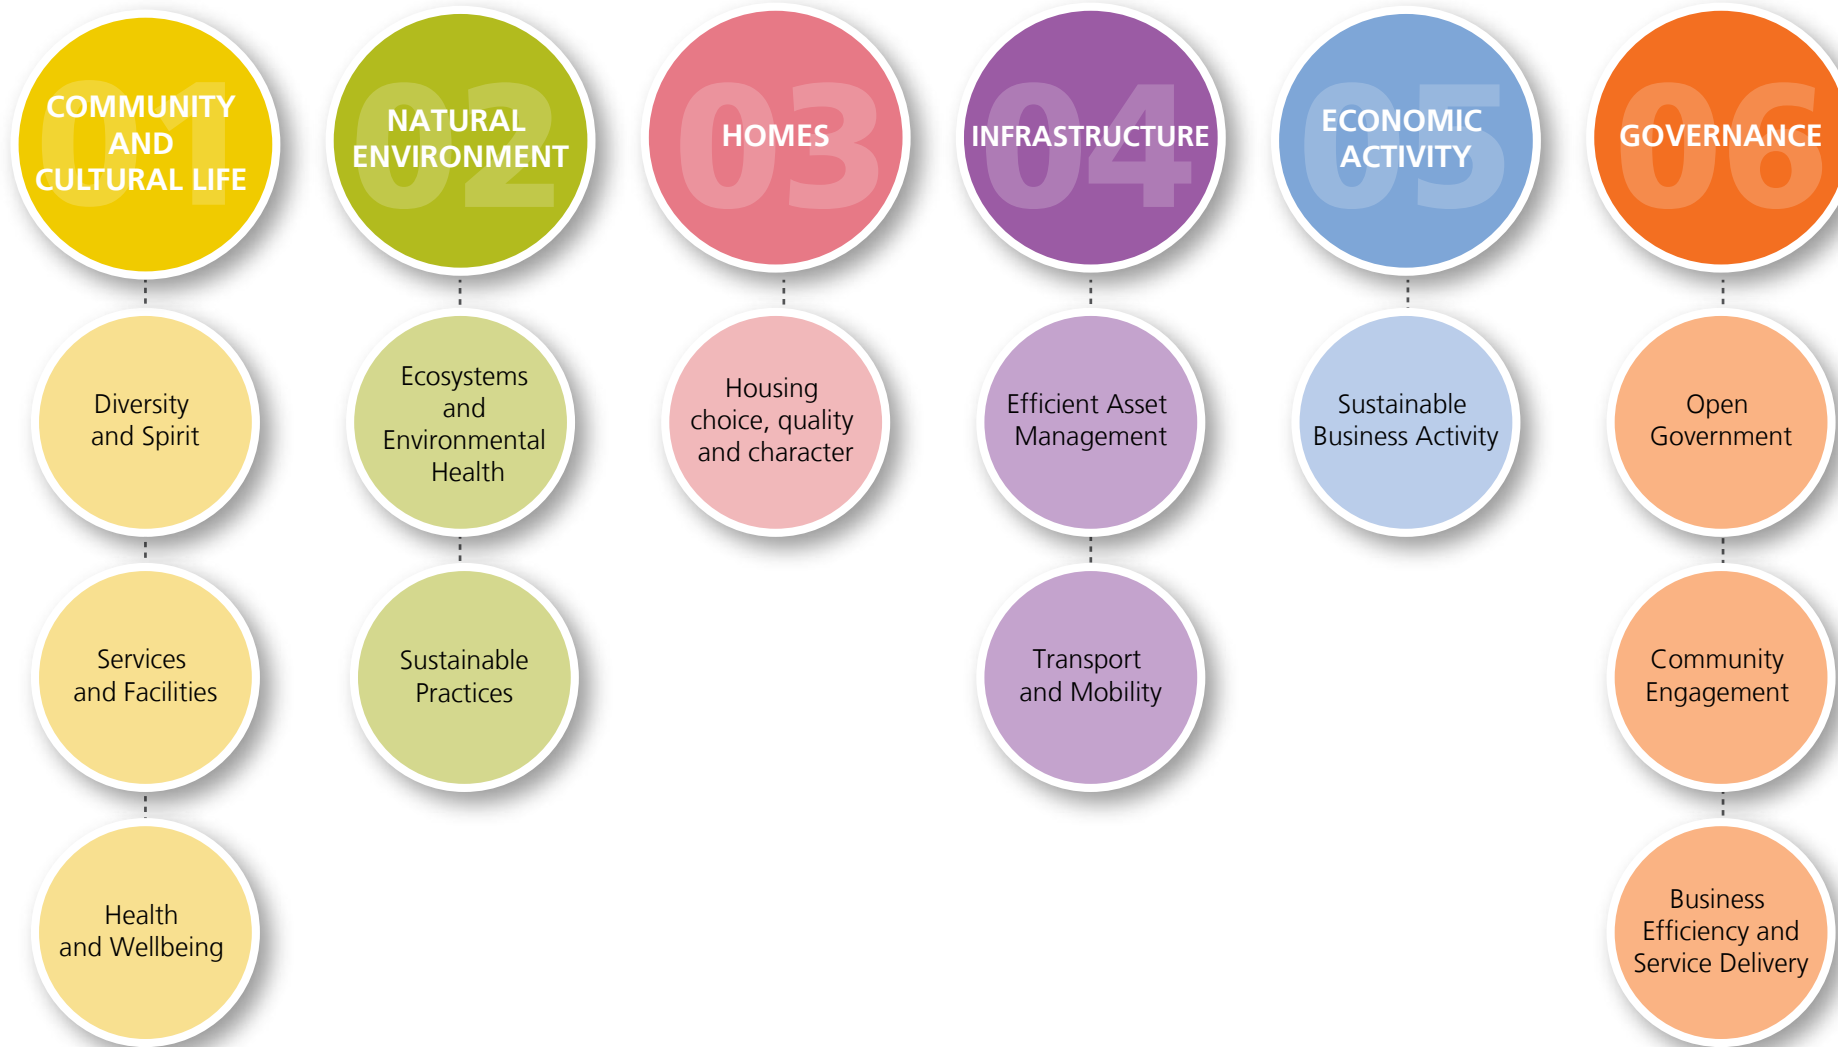 01
COMMUNITY
AND
CULTURAL LIFE
Diversity
and Spirit
Services
and Facilities
Health
and Wellbeing
02
NATURAL
ENVIRONMENT
Ecosystems
and
Environmental
Health
Sustainable
Practices
03
HOMES
Housing
choice, quality
and character
04
INFRASTRUCTURE
Efficient Asset
Management
Transport
and Mobility
05
ECONOMIC
ACTIVITY
Sustainable
Business Activity
06
GOVERNANCE
Open
Government
Community
Engagement
Business
Efficiency and
Service Delivery